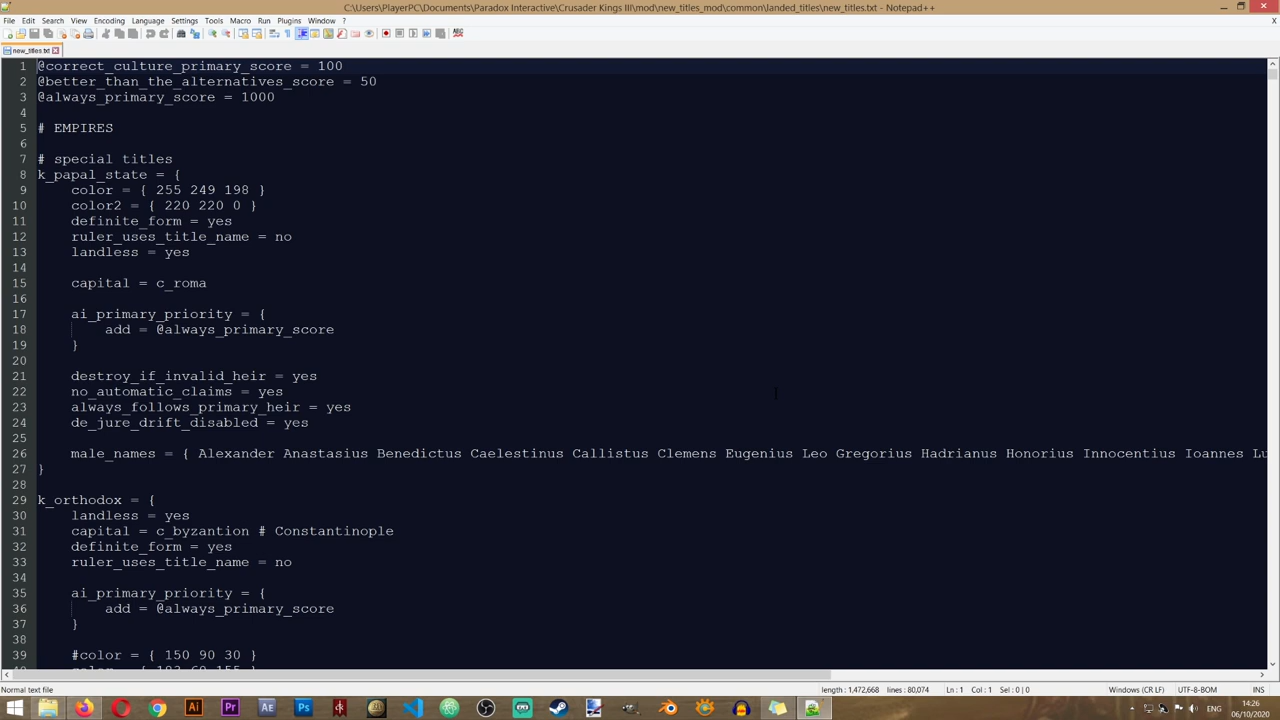 C:\Users\PlayerPC\Documents\Paradox Interactive\Crusader Kings III\mod\new_titles_mod\common\landed_titles\new_titles.txt - Notepad++
File Edit Search View Encoding Language Settings Tools Macro Run Plugins Window ? X
new_titles.txt
1 @correct_culture_primary_score = 100
2 @better_than_the_alternatives_score = 50
3 @always_primary_score = 1000
4
5 # EMPIRES
6
7 # special titles
8 k_papal_state = {
9 color = { 255 249 198 }
10 color2 = { 220 220 0 }
11 definite_form = yes
12 ruler_uses_title_name = no
13 landless = yes
14
15 capital = c_roma
16
17 ai_primary_priority = {
18 add = @always_primary_score
19 }
20
21 destroy_if_invalid_heir = yes
22 no_automatic_claims = yes
23 always_follows_primary_heir = yes
24 de_jure_drift_disabled = yes
25
26 male_names = { Alexander Anastasius Benedictus Caelestinus Callistus Clemens Eugenius Leo Gregorius Hadrianus Honorius Innocentius Ioannes Lu
27 }
28
29 k_orthodox = {
30 landless = yes
31 capital = c_byzantion # Constantinople
32 definite_form = yes
33 ruler_uses_title_name = no
34
35 ai_primary_priority = {
36 add = @always_primary_score
37 }
38
39 #color = { 150 90 30 }
Normal text file length : 1,472,668 lines : 80,074 Ln : 1 Col : 1 Sel : 0 | 0 Windows (CR LF) UTF-8-BOM INS
Ai Pr Ae Ps ENG 14:26
06/10/2020